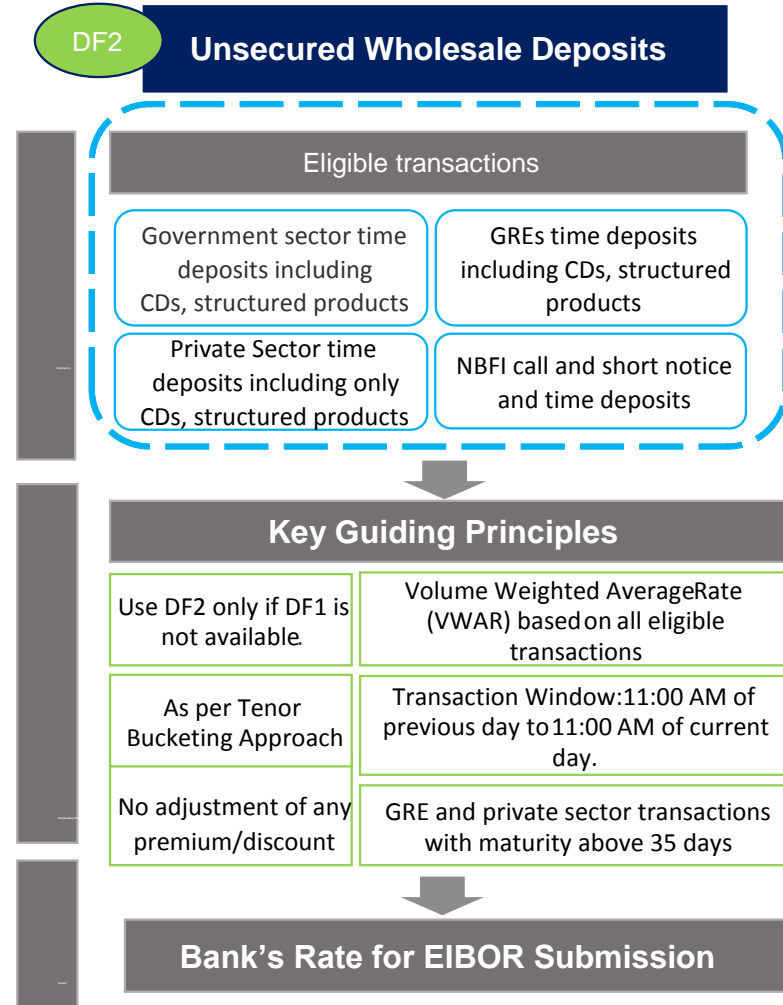 DF2
Unsecured Wholesale Deposits
Eligible transactions
Government sector time
deposits including
CDs, structured products
GREs time deposits
including CDs, structured
products
Private Sector time
deposits including only
CDs, structured products
NBFI call and short notice
and time deposits
Key Guiding Principles
Use DF2 only if DF1 is
not available.
Volume Weighted AverageRate
(VWAR) based on all eligible
transactions
As per Tenor
Bucketing Approach
Transaction Window:11:00 AM of
previous day to 11:00 AM of current
day.
No adjustment of any
premium/discount
GRE and private sector transactions
with maturity above 35 days
Bank's Rate for EIBOR Submission